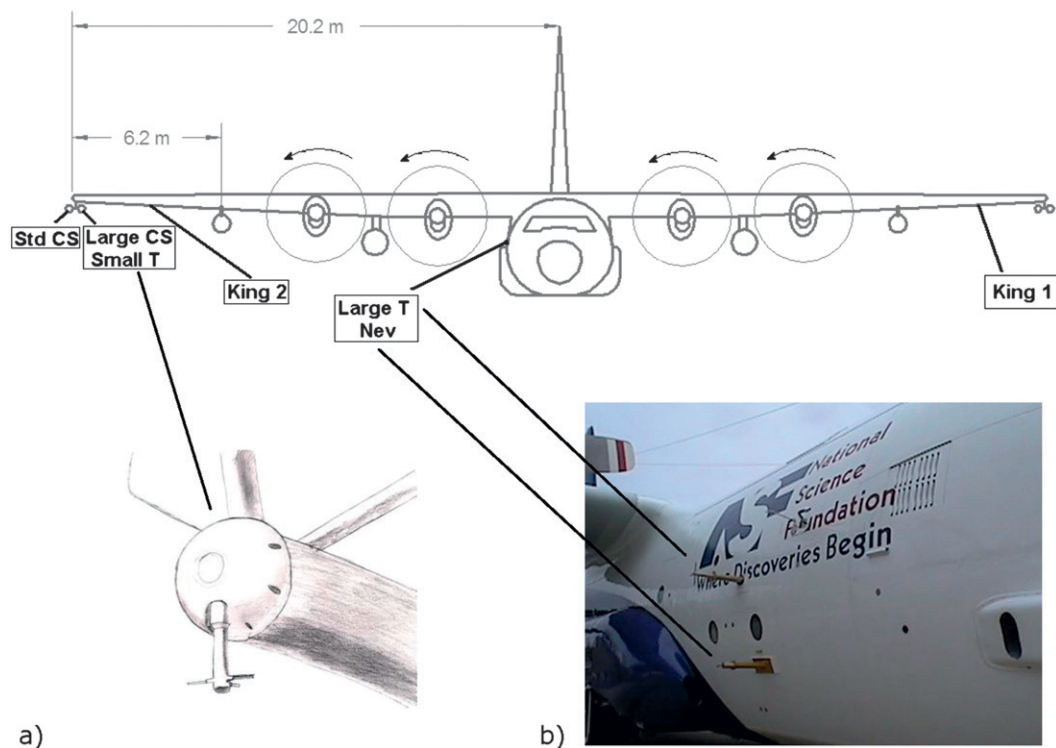 20.2 m
6.2 m
Std CS
Large CS
Small T
King 2
Large T
Nev
King 1
National
Science
Foundation
Where Discoveries Begin
a)
b)